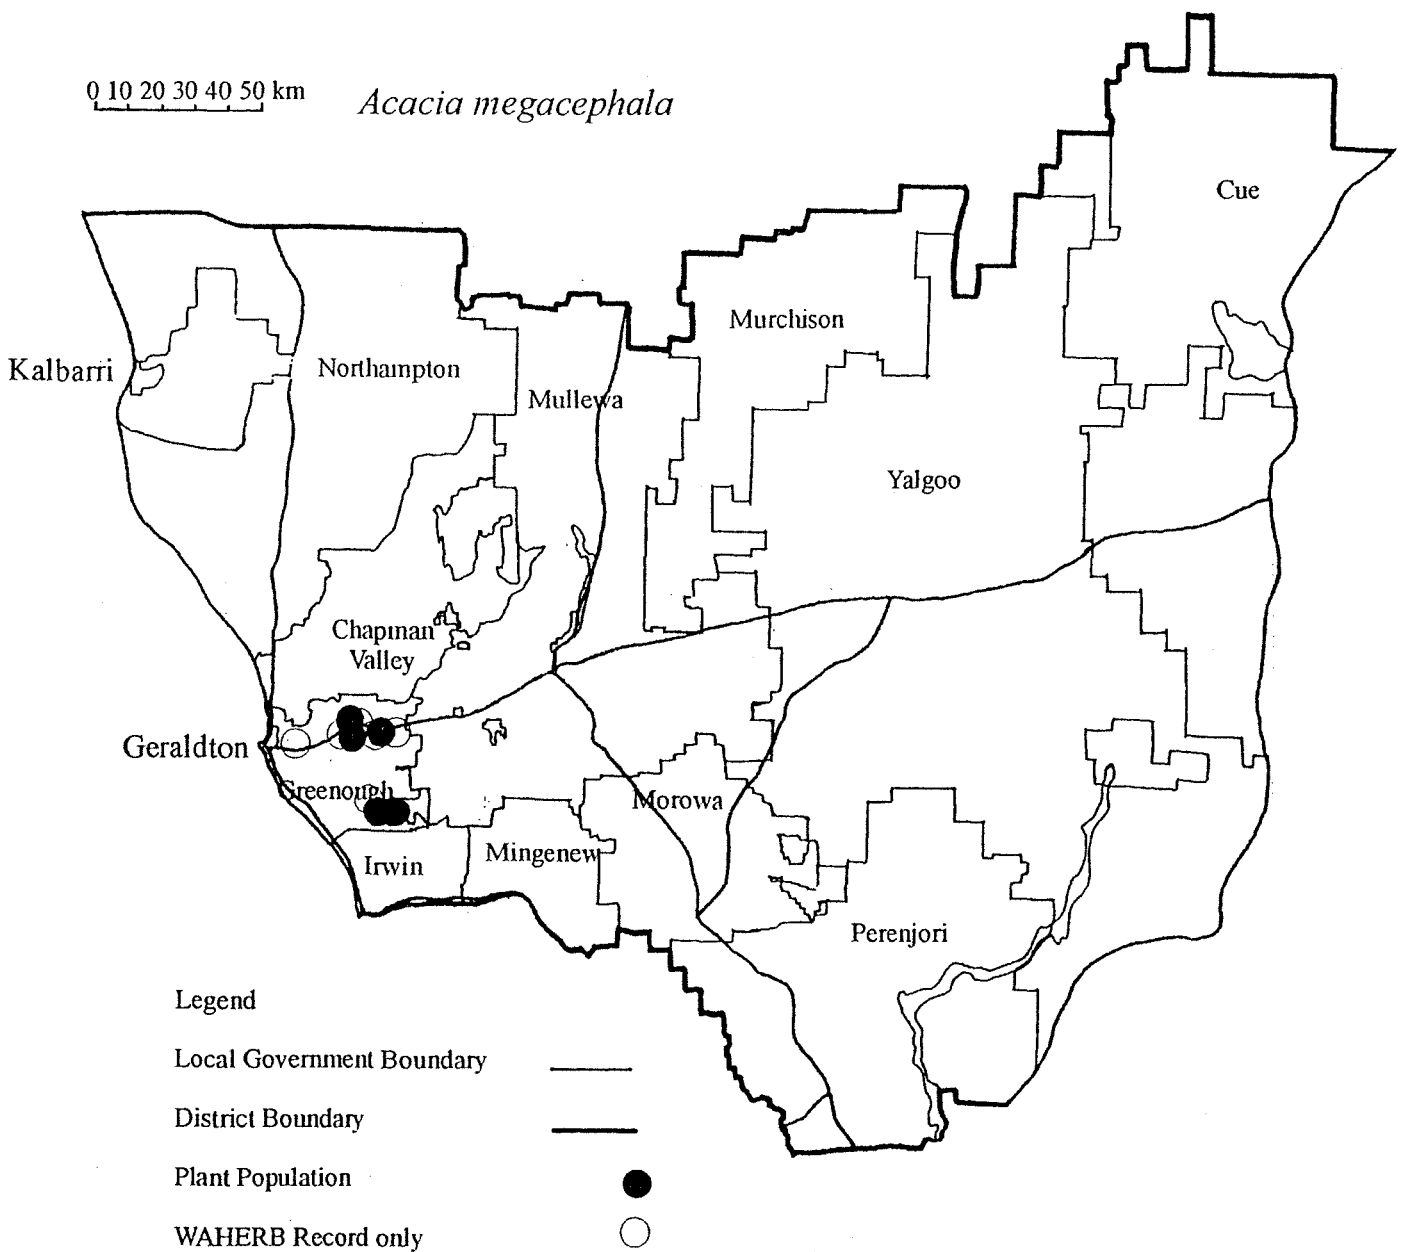 0 10 20 30 40 50 km
Acacia megacephala
Cue
Murchison
Kalbarri
Northampton
Mullewa
Yalgoo
Chapman
Valley
Geraldton
Greenough
Morowa
Irwin
Mingenew
Perenjori
Legend
Local Government Boundary
District Boundary
Plant Population
WAHERB Record only